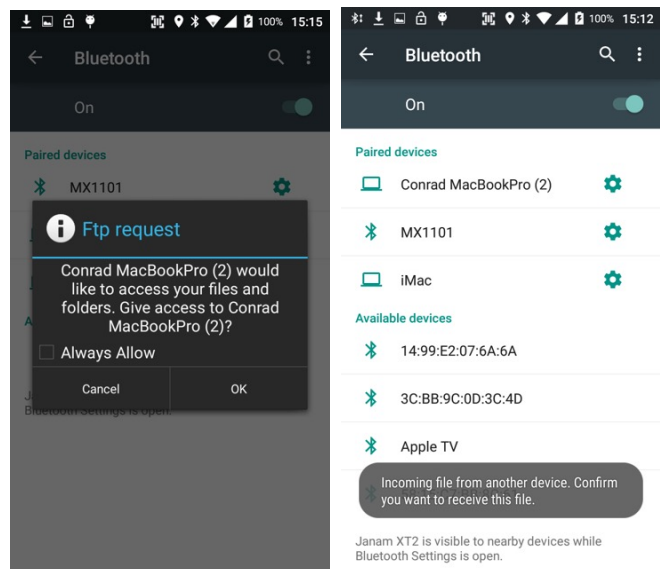 100% 15:15
Bluetooth
On
Paired devices
MX1101
Ftp request
Conrad MacBookPro (2) would
like to access your files and
folders. Give access to Conrad
MacBookPro (2)?
Always Allow
Cancel
OK
Bluetooth Settings is open.
100% 15:12
Bluetooth
On
Paired devices
Conrad MacBookPro (2)
MX1101
iMac
Available devices
14:99:E2:07:6A:6A
3C:BB:9C:0D:3C:4D
Apple TV
Incoming file from another device. Confirm
you want to receive this file.
Janam XT2 is visible to nearby devices while
Bluetooth Settings is open.